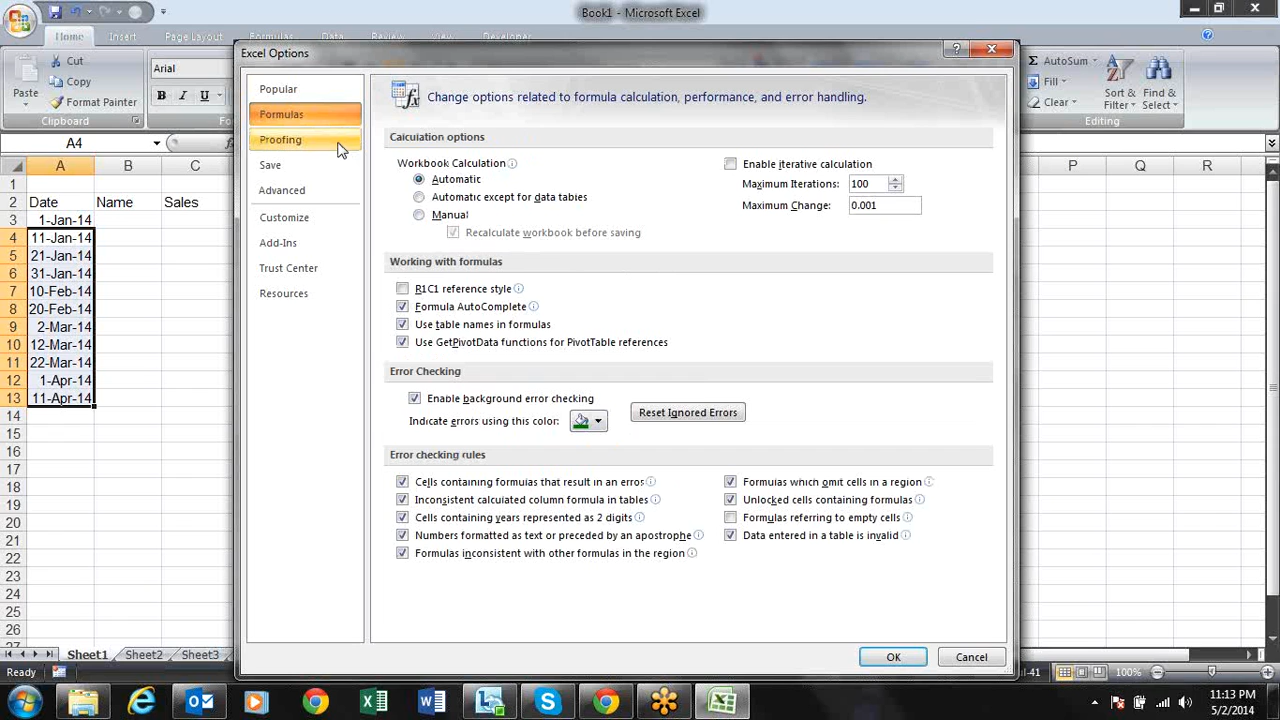 Book1 - Microsoft Excel
Home Insert Page Layout Formulas Data Review View Developer
Cut
Copy
Format Painter
Paste
Clipboard
Arial
B I U
AutoSum
Fill
Clear
Sort & Filter
Find & Select
Editing
A4
Excel Options
Popular
Formulas
Proofing
Save
Advanced
Customize
Add-Ins
Trust Center
Resources
Change options related to formula calculation, performance, and error handling.
Calculation options
Workbook Calculation
Automatic
Automatic except for data tables
Manual
Recalculate workbook before saving
Enable iterative calculation
Maximum Iterations: 100
Maximum Change: 0.001
Working with formulas
R1C1 reference style
Formula AutoComplete
Use table names in formulas
Use GetPivotData functions for PivotTable references
Error Checking
Enable background error checking
Indicate errors using this color:
Reset Ignored Errors
Error checking rules
Cells containing formulas that result in an error
Inconsistent calculated column formula in tables
Cells containing years represented as 2 digits
Numbers formatted as text or preceded by an apostrophe
Formulas inconsistent with other formulas in the region
Formulas which omit cells in a region
Unlocked cells containing formulas
Formulas referring to empty cells
Data entered in a table is invalid
OK Cancel
A B C P Q R
1
2 Date Name Sales
3 1-Jan-14
4 11-Jan-14
5 21-Jan-14
6 31-Jan-14
7 10-Feb-14
8 20-Feb-14
9 2-Mar-14
10 12-Mar-14
11 22-Mar-14
12 1-Apr-14
13 11-Apr-14
14
15
16
17
18
19
20
21
22
23
24
25
26
27
Sheet1 Sheet2 Sheet3
Ready
100%
11:13 PM
5/2/2014